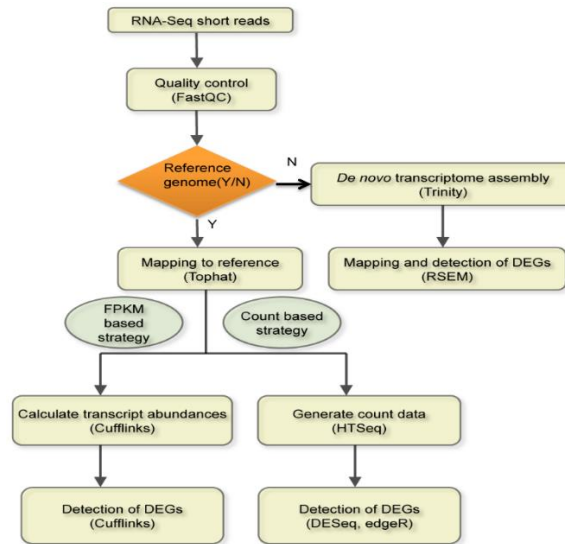 RNA-Seq short reads
Quality control
(FastQC)
Reference
genome(Y/N)
N
De novo transcriptome assembly
(Trinity)
Y
Mapping to reference
(Tophat)
Mapping and detection of DEGs
(RSEM)
FPKM
based
strategy
Count based
strategy
Calculate transcript abundances
(Cufflinks)
Generate count data
(HTSeq)
Detection of DEGs
(Cufflinks)
Detection of DEGs
(DESeq, edgeR)